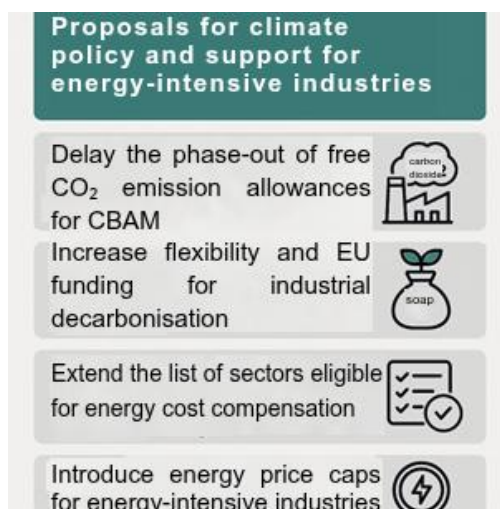 Proposals for climate
policy and support for
energy-intensive industries
Delay the phase-out of free
CO₂ emission allowances
for CBAM
carbon
dioxide
Increase flexibility and EU
funding for industrial
decarbonisation
soap
Extend the list of sectors eligible
for energy cost compensation
Introduce energy price caps
for energy-intensive industries